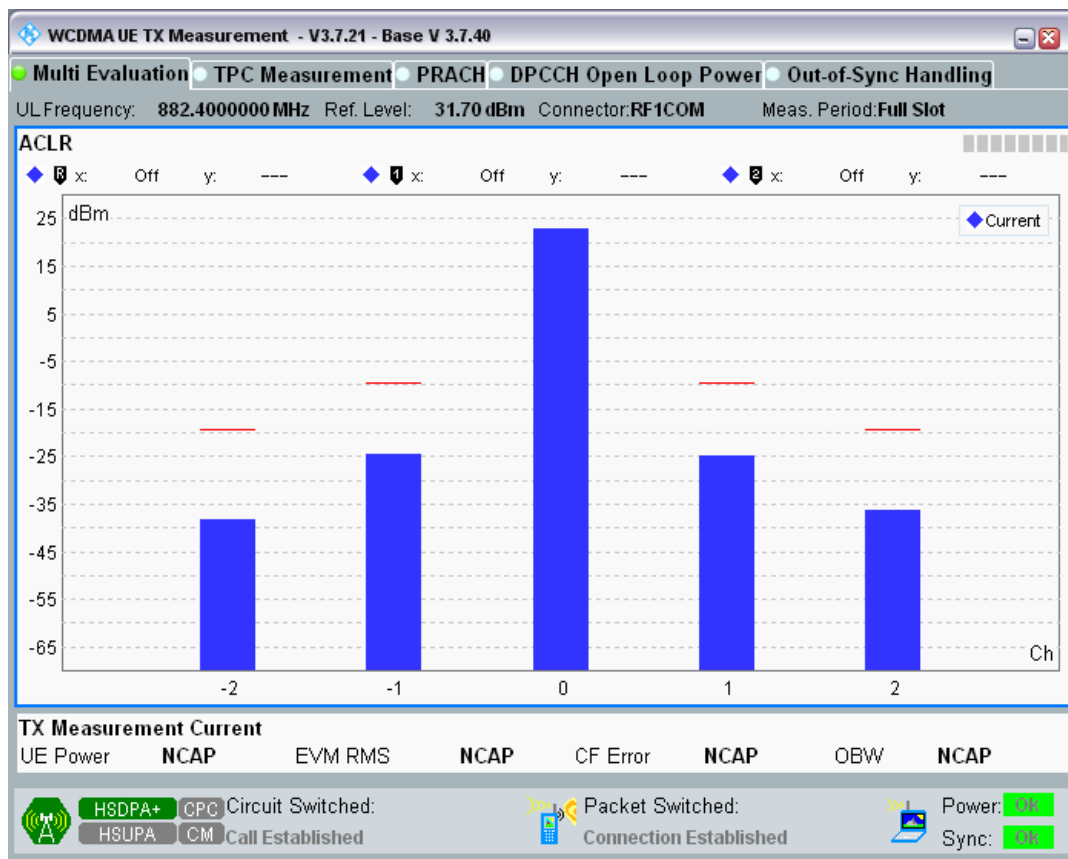 WCDMA UE TX Measurement - V3.7.21 - Base V 3.7.40
Multi Evaluation TPC Measurement PRACH DPCCH Open Loop Power Out-of-Sync Handling
UL Frequency: 882.4000000 MHz Ref. Level: 31.70 dBm Connector:RF1COM Meas. Period:Full Slot
ACLR
R x: Off y: --- 1 x: Off y: --- 2 x: Off y: ---
dBm
Current
25
15
5
-5
-15
-25
-35
-45
-55
-65
Ch
-2 -1 0 1 2
TX Measurement Current
UE Power NCAP EVM RMS NCAP CF Error NCAP OBW NCAP
HSDPA+ CPC Circuit Switched: Packet Switched: Power: OK
HSUPA CM Call Established Connection Established Sync: OK